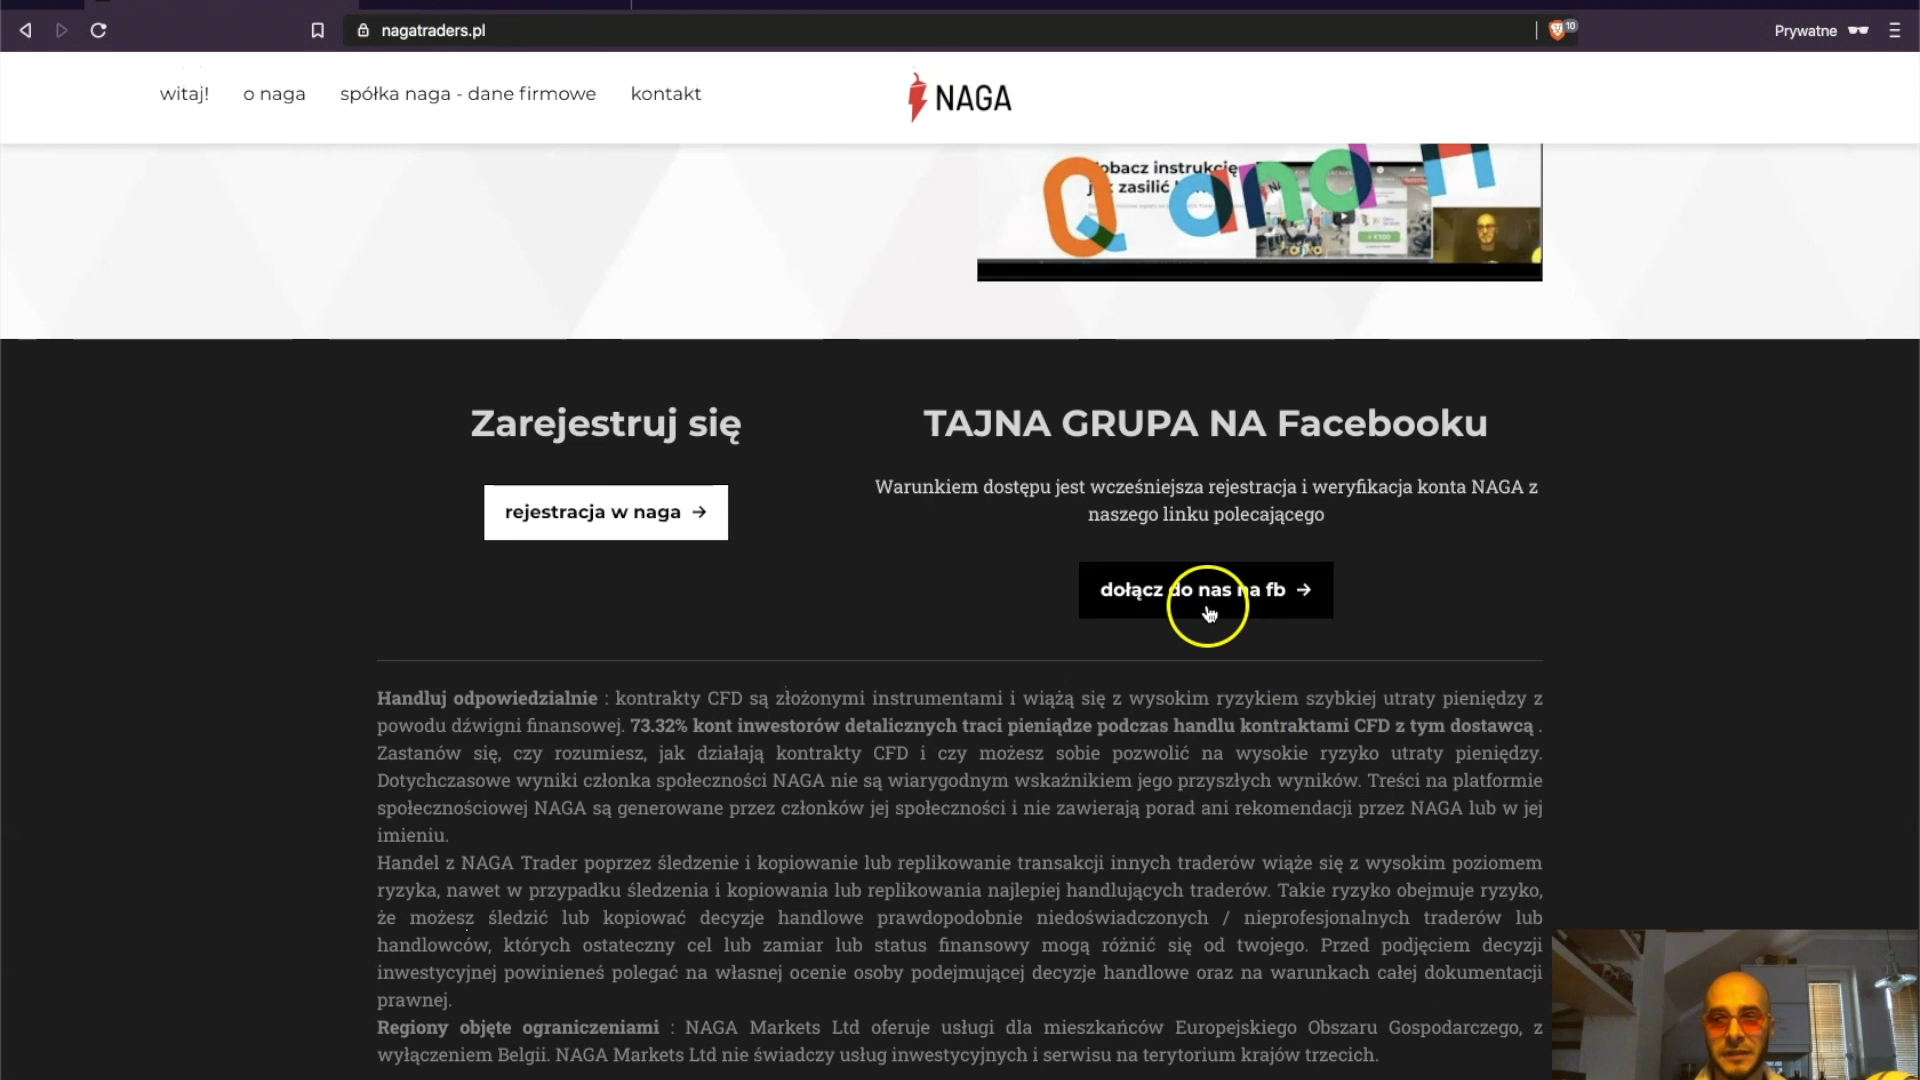 nagatraders.pl
10
Prywatne
witaj!
o naga
spółka naga - dane firmowe
kontakt
NAGA
Q and A
Zarejestruj się
rejestracja w naga →
TAJNA GRUPA NA Facebooku
Warunkiem dostępu jest wcześniejsza rejestracja i weryfikacja konta NAGA z
naszego linku polecającego
dołącz do nas na fb →
Handluj odpowiedzialnie : kontrakty CFD są złożonymi instrumentami i wiążą się z wysokim ryzykiem szybkiej utraty pieniędzy z
powodu dźwigni finansowej. 73.32% kont inwestorów detalicznych traci pieniądze podczas handlu kontraktami CFD z tym dostawcą .
Zastanów się, czy rozumiesz, jak działają kontrakty CFD i czy możesz sobie pozwolić na wysokie ryzyko utraty pieniędzy.
Dotychczasowe wyniki członka społeczności NAGA nie są wiarygodnym wskaźnikiem jego przyszłych wyników. Treści na platformie
społecznościowej NAGA są generowane przez członków jej społeczności i nie zawierają porad ani rekomendacji przez NAGA lub w jej
imieniu.
Handel z NAGA Trader poprzez śledzenie i kopiowanie lub replikowanie transakcji innych traderów wiąże się z wysokim poziomem
ryzyka, nawet w przypadku śledzenia i kopiowania lub replikowania najlepiej handlujących traderów. Takie ryzyko obejmuje ryzyko,
że możesz śledzić lub kopiować decyzje handlowe prawdopodobnie niedoświadczonych / nieprofesjonalnych traderów lub
handlowców, których ostateczny cel lub zamiar lub status finansowy mogą różnić się od twojego. Przed podjęciem decyzji
inwestycyjnej powinieneś polegać na własnej ocenie osoby podejmującej decyzje handlowe oraz na warunkach całej dokumentacji
prawnej.
Regiony objęte ograniczeniami : NAGA Markets Ltd oferuje usługi dla mieszkańców Europejskiego Obszaru Gospodarczego, z
wyłączeniem Belgii. NAGA Markets Ltd nie świadczy usług inwestycyjnych i serwisu na terytorium krajów trzecich.